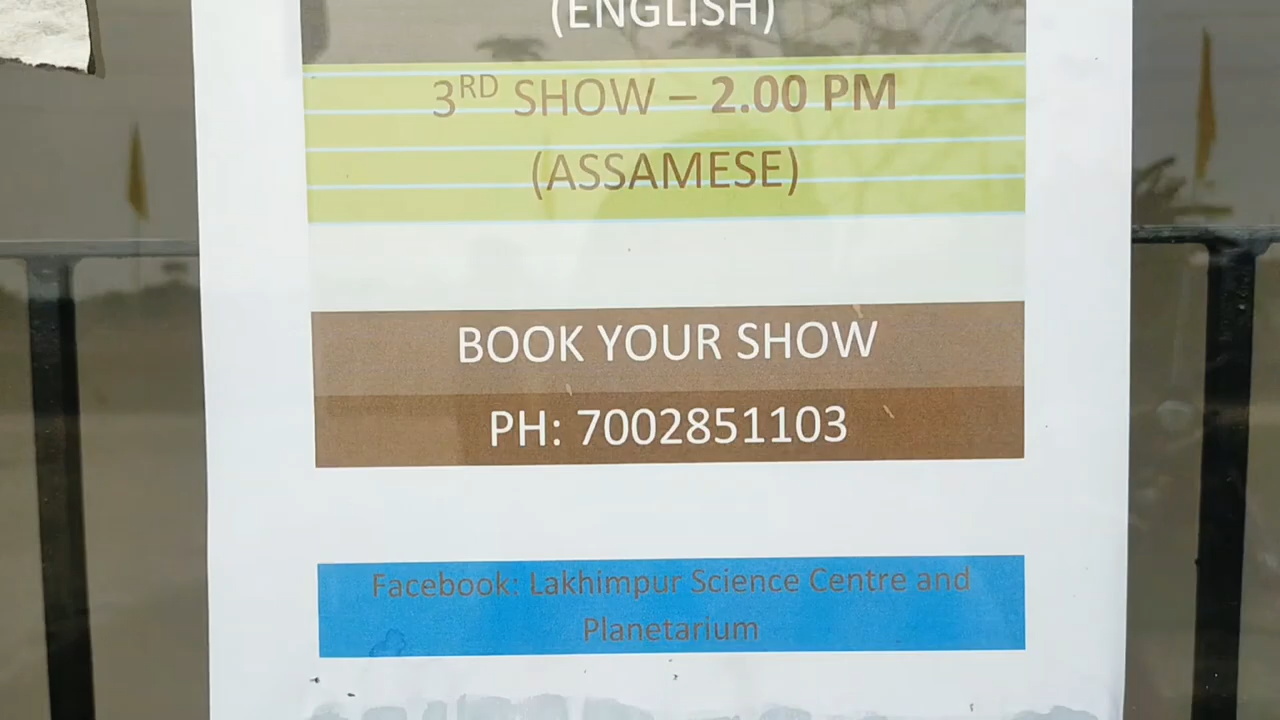 (ENGLISH)
3RD SHOW – 2.00 PM
(ASSAMESE)
BOOK YOUR SHOW
PH: 7002851103
Facebook: Lakhimpur Science Centre and
Planetarium